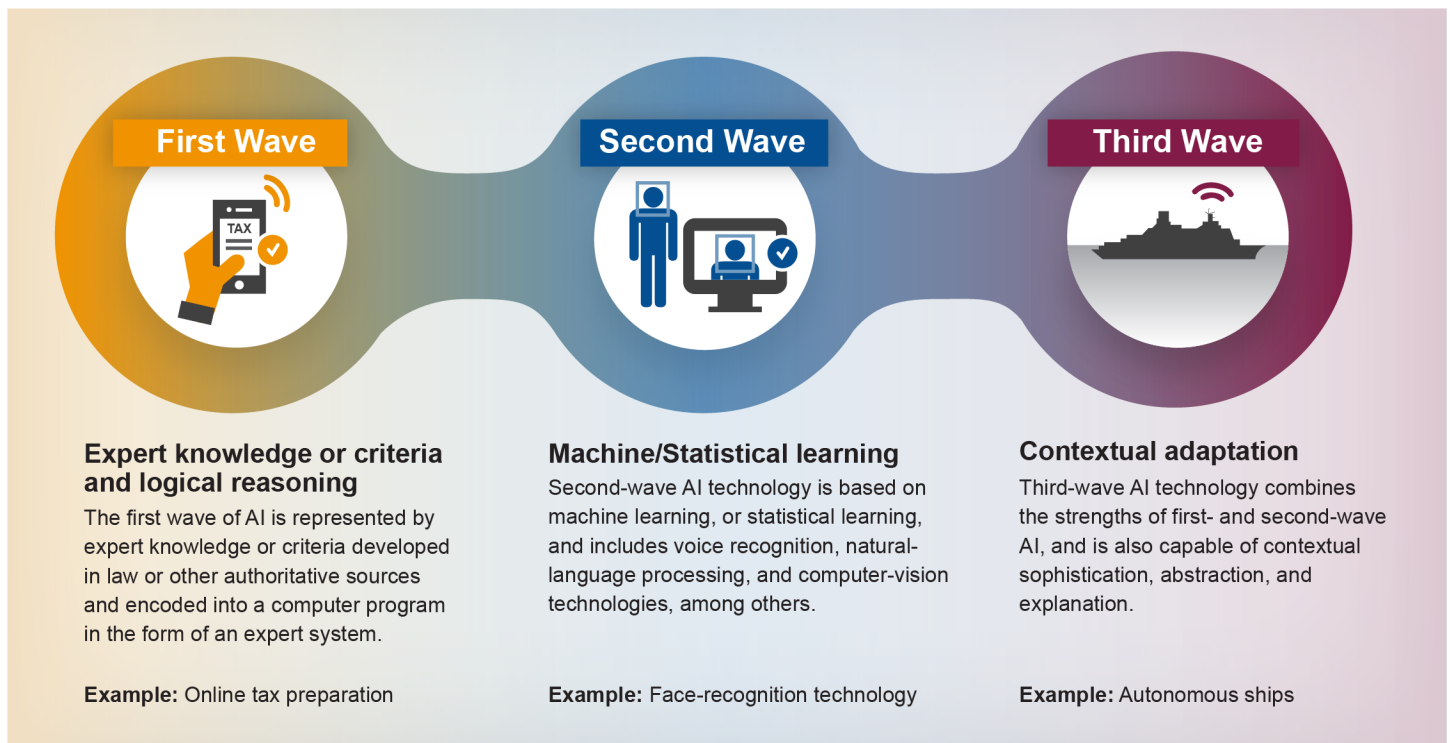 First Wave
TAX
Expert knowledge or criteria
and logical reasoning
The first wave of AI is represented by
expert knowledge or criteria developed
in law or other authoritative sources
and encoded into a computer program
in the form of an expert system.
Example: Online tax preparation
Second Wave
Machine/Statistical learning
Second-wave AI technology is based on
machine learning, or statistical learning,
and includes voice recognition, natural-
language processing, and computer-vision
technologies, among others.
Example: Face-recognition technology
Third Wave
Contextual adaptation
Third-wave AI technology combines
the strengths of first- and second-wave
AI, and is also capable of contextual
sophistication, abstraction, and
explanation.
Example: Autonomous ships